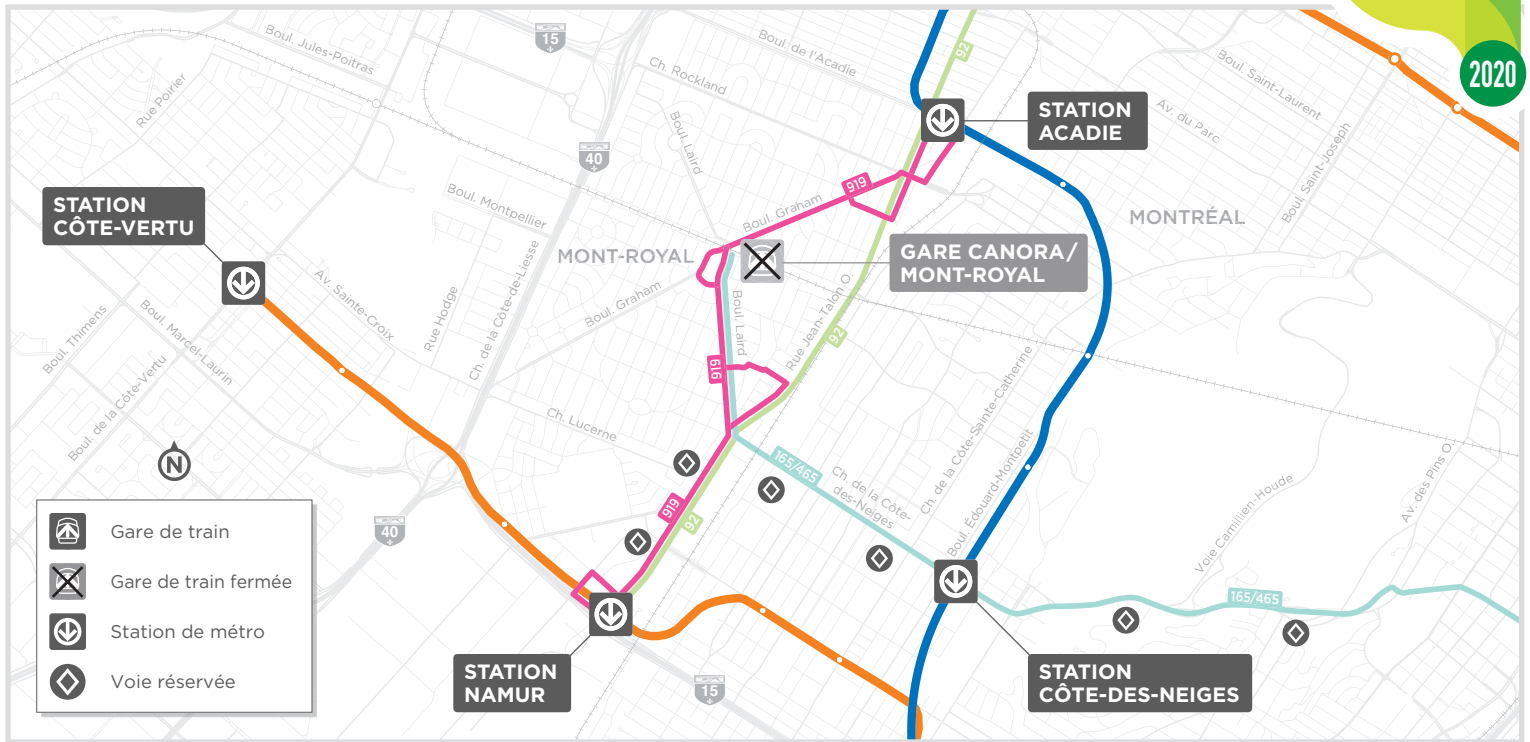 2020
15
Boul. Jules-Poitras
Rue Poirier
Boul. de l'Acadie
Ch. Rockland
92
Boul. Saint-Laurent
Av. du Parc
Boul. Saint-Joseph
STATION
ACADIE
40
Boul. Laird
919
Boul. Graham
STATION
CÔTE-VERTU
Boul. Montpellier
MONT-ROYAL
MONTRÉAL
GARE CANORA/
MONT-ROYAL
Av. Sainte-Croix
Rue Hodge
Ch. de la Côte-de-Liesse
Boul. Graham
Boul. Laird
Rue Jean-Talon O.
92
Boul. Thimens
Boul. Marcel-Laurin
Boul. de la Côte-Vertu
919
Ch. Lucerne
Ch. de la Côte-Sainte-Catherine
165/465
Ch. de la Côte-
des-Neiges
Boul. Édouard-Montpetit
Voie Camilien-Houde
Av. des Pins O.
N
919
92
40
165/465
Gare de train
Gare de train fermée
Station de métro
Voie réservée
STATION
NAMUR
15
STATION
CÔTE-DES-NEIGES